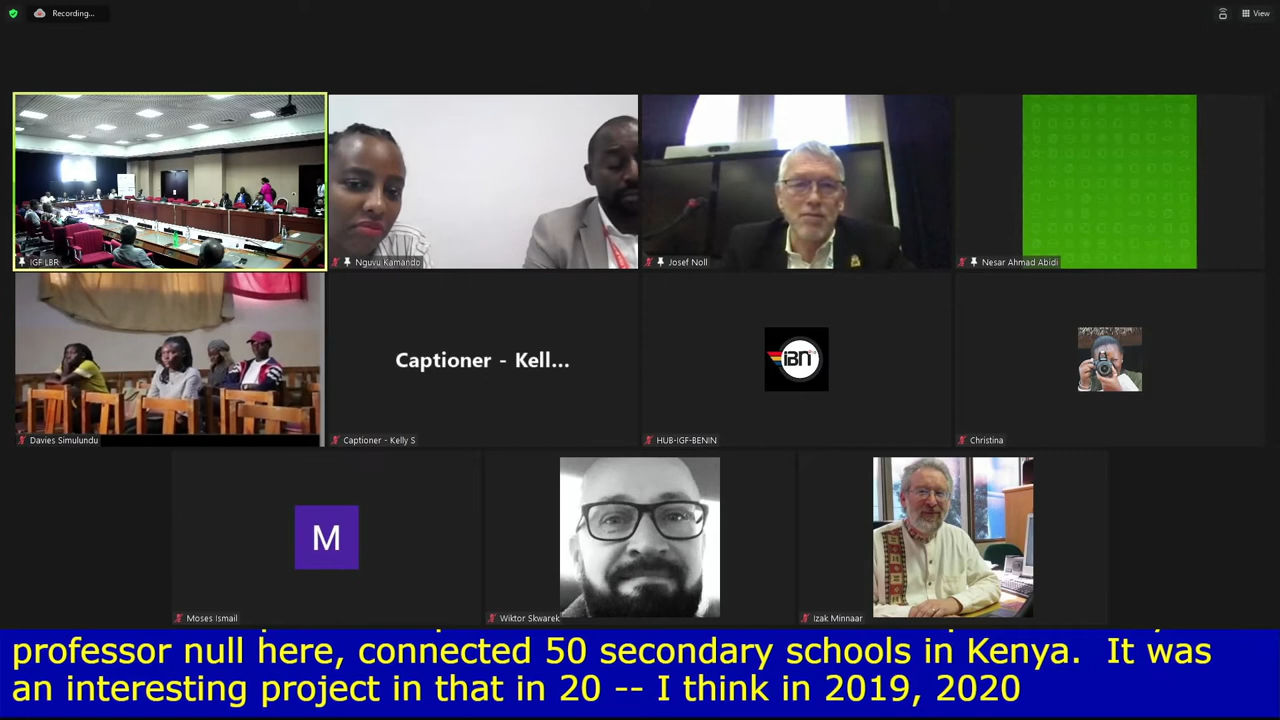 Recording...
View
IGF LBR
Nguvu Kamando
Josef Noll
Nesar Ahmad Abidi
Davies Simulundu
Captioner - Kell...
Captioner - Kelly S
iBN
HUB-IGF-BENIN
Christina
M
Moses Ismail
Wiktor Skwarek
Izak Minnaar
professor null here, connected 50 secondary schools in Kenya. It was
an interesting project in that in 20 -- I think in 2019, 2020